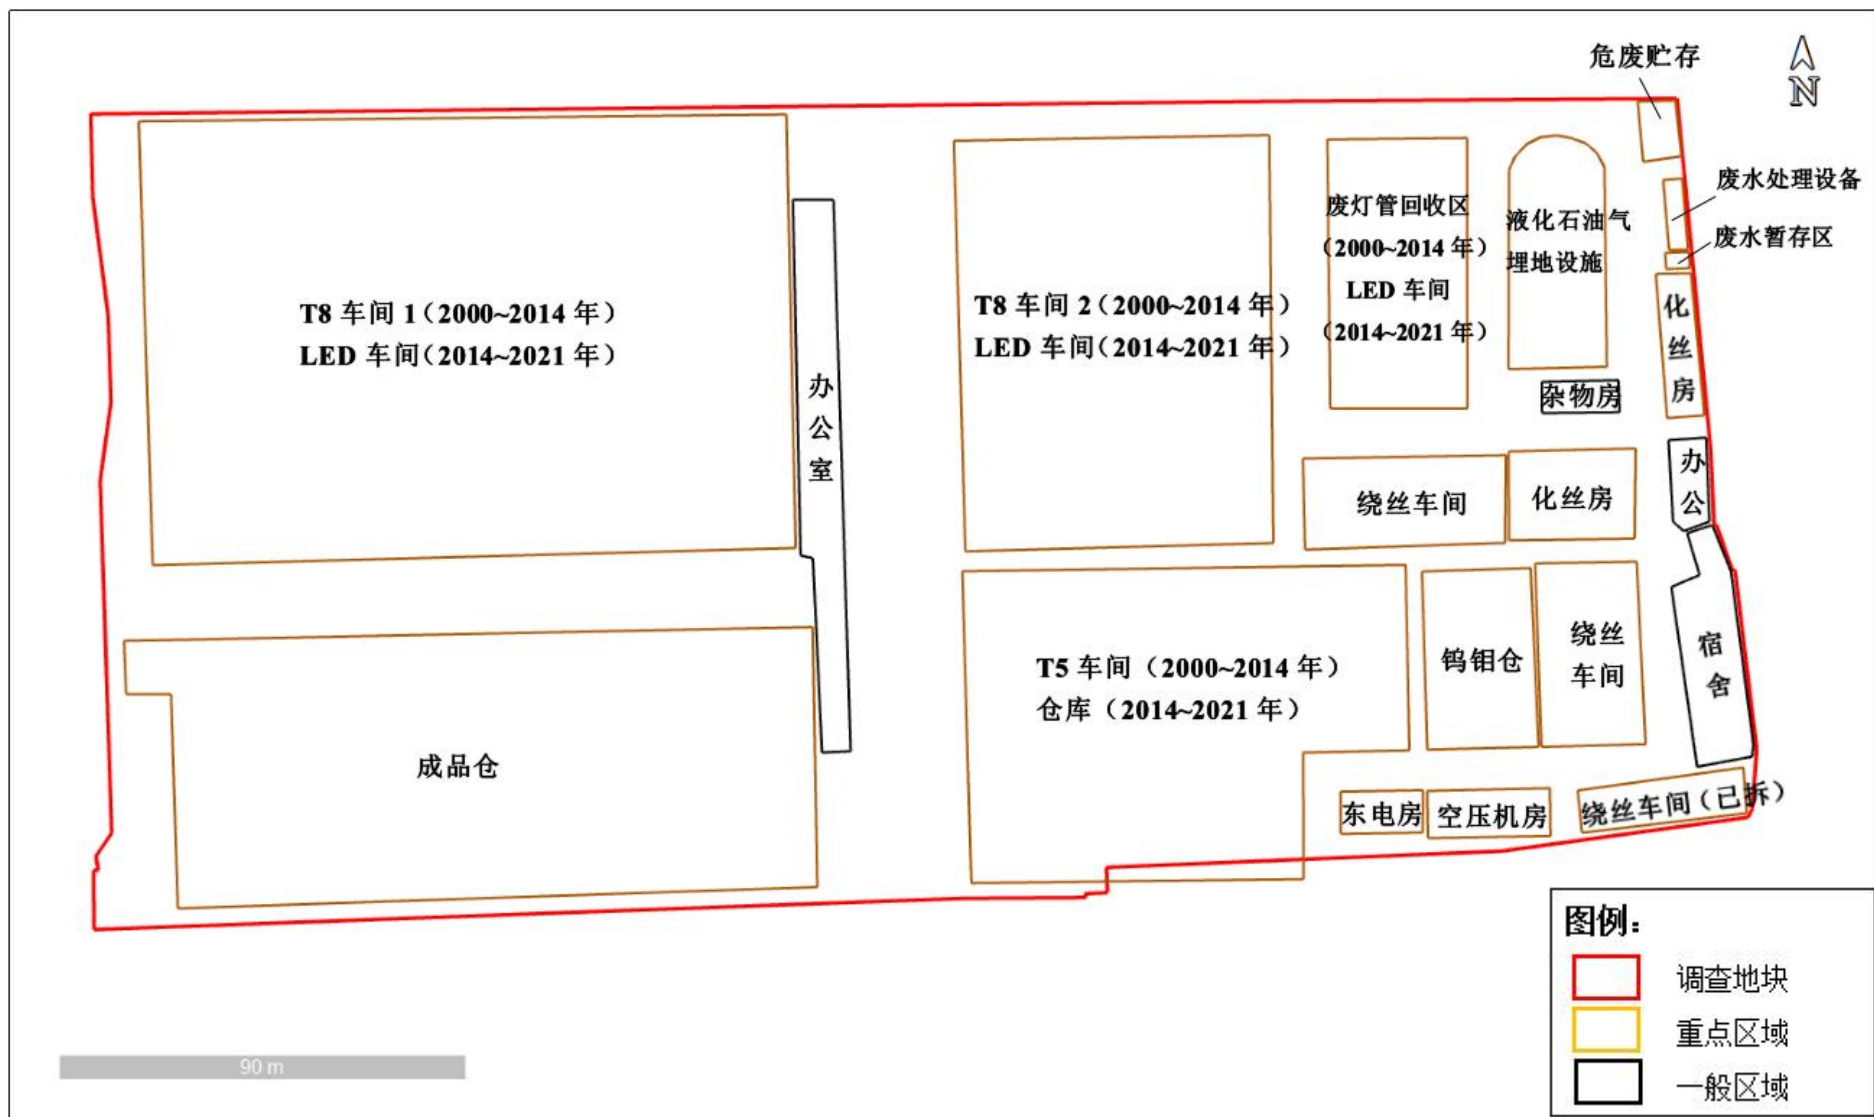 危废贮存
N
废水处理设备
废水暂存区
废灯管回收区
（2000~2014 年）
LED 车间
（2014~2021 年）
液化石油气
埋地设施
T8 车间 1（2000~2014 年）
LED 车间（2014~2021 年）
办公室
T8 车间 2（2000~2014 年）
LED 车间（2014~2021 年）
化丝房
杂物房
绕丝车间
化丝房
办公
T5 车间（2000~2014 年）
仓库（2014~2021 年）
钨钼仓
绕丝
车间
宿舍
成品仓
东电房
空压机房
绕丝车间（已拆）
图例：
调查地块
重点区域
一般区域
90 m